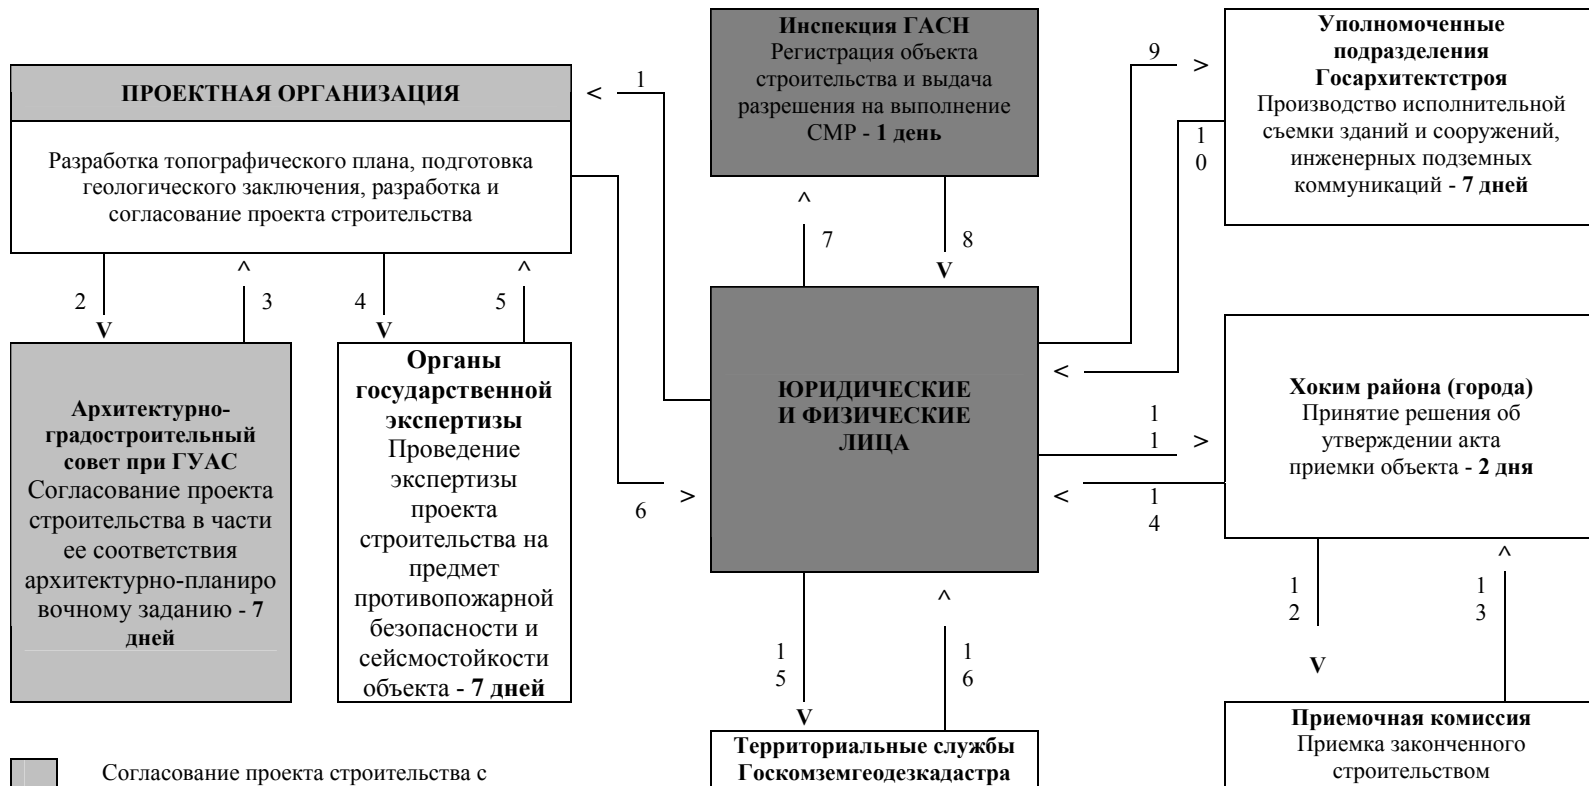 ПРОЕКТНАЯ ОРГАНИЗАЦИЯ
Разработка топографического плана, подготовка
геологического заключения, разработка и
согласование проекта строительства
1
Инспекция ГАСН
Регистрация объекта
строительства и выдача
разрешения на выполнение
СМР - 1 день
9
>
<
1
0
Уполномоченные
подразделения
Госархитектстроя
Производство исполнительной
съемки зданий и сооружений,
инженерных подземных
коммуникаций - 7 дней
2
V
^
3
4
V
^
5
^
7
8
V
Архитектурно-
градостроительный
совет при ГУАС
Согласование проекта
строительства в части
ее соответствия
архитектурно-планиро
вочному заданию - 7
дней
Органы
государственной
экспертизы
Проведение
экспертизы
проекта
строительства на
предмет
противопожарной
безопасности и
сейсмостойкости
объекта - 7 дней
6
>
ЮРИДИЧЕСКИЕ
И ФИЗИЧЕСКИЕ
ЛИЦА
<
1
1
>
<
1
4
Хоким района (города)
Принятие решения об
утверждении акта
приемки объекта - 2 дня
1
5
V
^
1
6
1
2
V
^
1
3
Территориальные службы
Госкомземгеодезкадастра
Приемочная комиссия
Приемка законченного
строительством
Согласование проекта строительства с